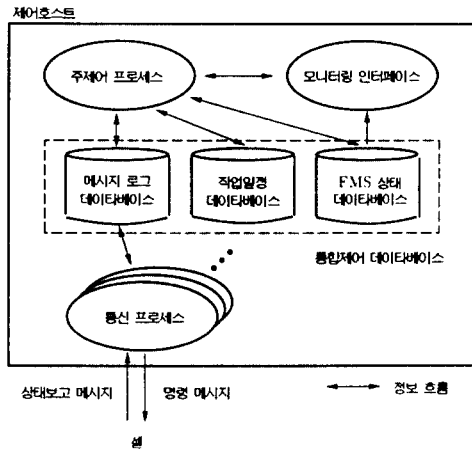 제어호스트
주제어 프로세스
모니터링 인터페이스
메시지 로그
데이타베이스
작업일정
데이타베이스
FMS 상태
데이타베이스
통합제어 데이타베이스
통신 프로세스
상태보고 메시지
명령 메시지
정보 흐름
셀